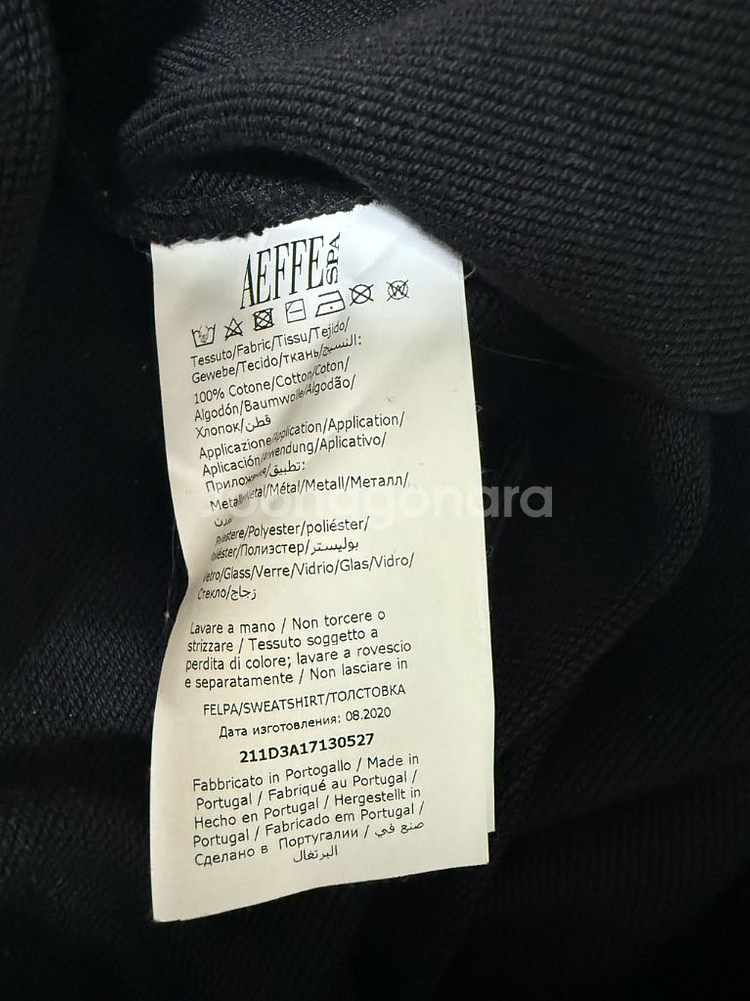 AEFFE SPA
Tessuto/Fabric/Tissu/Tejido/
Gewebe/Tecido/ткань/النسيج:
100% Cotone/Cotton/Coton/
Algodón/Baumwolle/Algodão/
Хлопок/قطن
Applicazione/Application/Application/
Aplicación/Anwendung/Aplicativo/
Приложение/تطبيق:
Metallo/Metal/Métal/Metall/Металл/
Poliestere/Polyester/poliéster/
Poliéster/Полиэстер/بوليستر
Vetro/Glass/Verre/Vidrio/Glas/Vidro/
Стекло/زجاج
Lavare a mano / Non torcere o
strizzare / Tessuto soggetto a
perdita di colore; lavare a rovescio
e separatamente / Non lasciare in
FELPA/SWEATSHIRT/ТОЛСТОВКА
Дата изготовления: 08.2020
211D3A17130527
Fabbricato in Portogallo / Made in
Portugal / Fabriqué au Portugal /
Hecho en Portugal / Hergestellt in
Portugal / Fabricado em Portugal /
Сделано в Португалии / صنع في
البرتغال